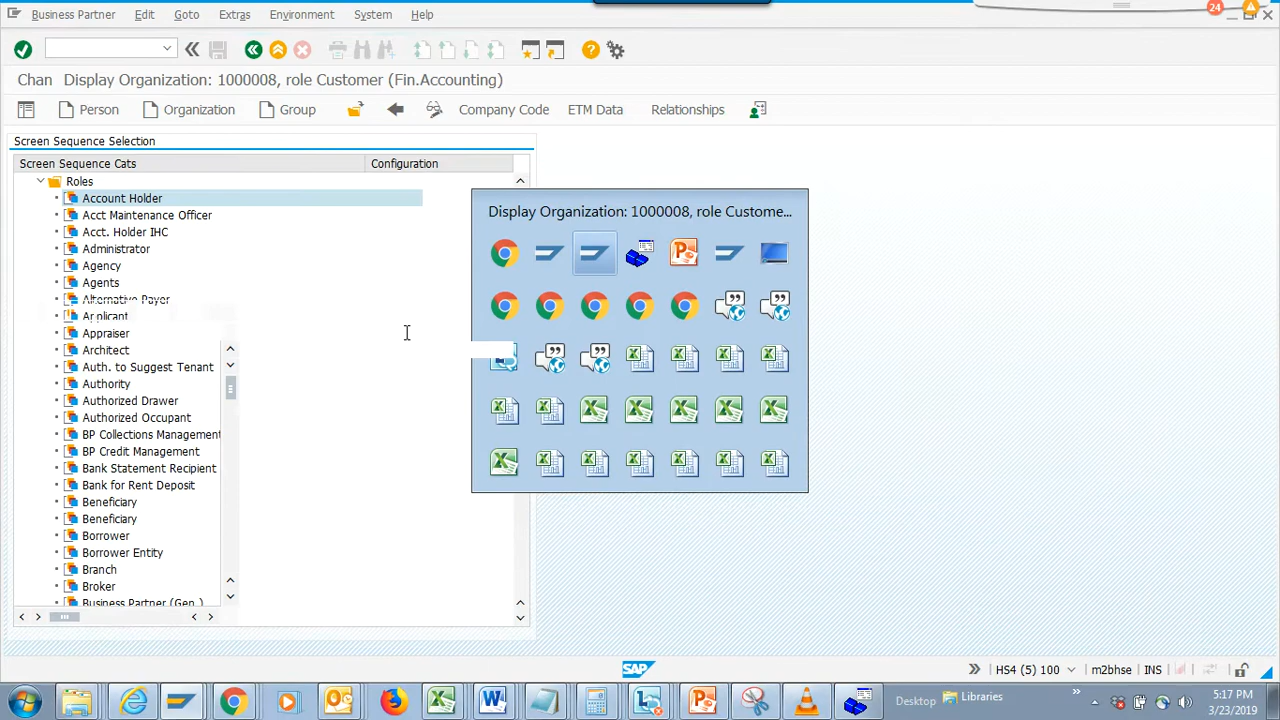 24
Business Partner Edit Goto Extras Environment System Help
Chan Display Organization: 1000008, role Customer (Fin.Accounting)
Person Organization Group Company Code ETM Data Relationships
Screen Sequence Selection
Screen Sequence Cats Configuration
Roles
Account Holder
Acct Maintenance Officer
Acct. Holder IHC
Administrator
Agency
Agents
Alternative Payer
Applicant
Appraiser
Architect
Auth. to Suggest Tenant
Authority
Authorized Drawer
Authorized Occupant
BP Collections Management
BP Credit Management
Bank Statement Recipient
Bank for Rent Deposit
Beneficiary
Beneficiary
Borrower
Borrower Entity
Branch
Broker
Business Partner (Gen.)
Display Organization: 1000008, role Custome...
SAP
HS4 (5) 100 m2bhse INS
Desktop Libraries
5:17 PM
3/23/2019